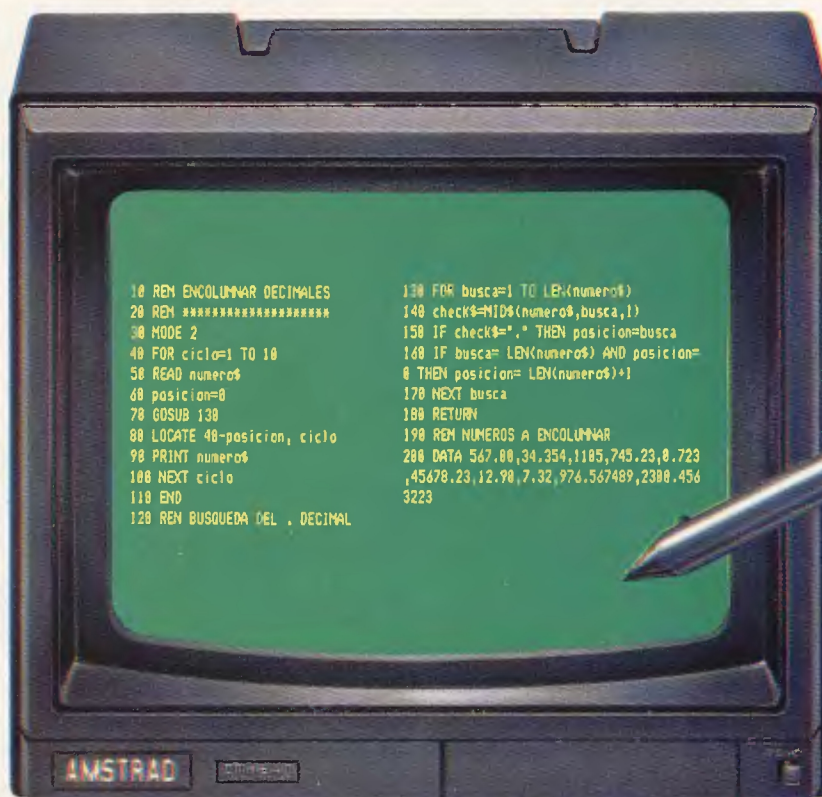 10 REM ENCOLUMNAR DECIMALES
20 REM ********************
30 MODE 2
40 FOR ciclo=1 TO 10
50 READ numero$
60 posicion=0
70 GOSUB 130
80 LOCATE 40-posicion, ciclo
90 PRINT numero$
100 NEXT ciclo
110 END
120 REM BUSQUEDA DEL . DECIMAL
130 FOR busca=1 TO LEN(numero$)
140 check$=MID$(numero$,busca,1)
150 IF check$="." THEN posicion=busca
160 IF busca= LEN(numero$) AND posicion=
0 THEN posicion= LEN(numero$)+1
170 NEXT busca
180 RETURN
190 REM NUMEROS A ENCOLUMNAR
200 DATA 567.80,34.354,1105,745.23,0.723
,45678.23,12.90,7.32,976.567489,2300.456
3223
AMSTRAD